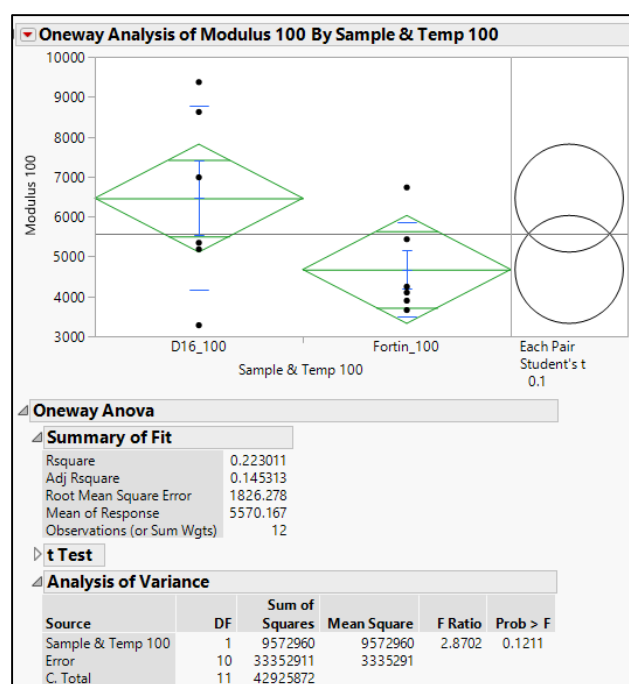 Oneway Analysis of Modulus 100 By Sample & Temp 100
10000
9000
8000
7000
6000
5000
4000
3000
Modulus 100
D16_100
Fortin_100
Sample & Temp 100
Each Pair
Student's t
0.1
Oneway Anova
Summary of Fit
Rsquare 0.223011
Adj Rsquare 0.145313
Root Mean Square Error 1826.278
Mean of Response 5570.167
Observations (or Sum Wgts) 12
t Test
Analysis of Variance
Sum of
Source DF Squares Mean Square F Ratio Prob > F
Sample & Temp 100 1 9572960 9572960 2.8702 0.1211
Error 10 33352911 3335291
C. Total 11 42925872